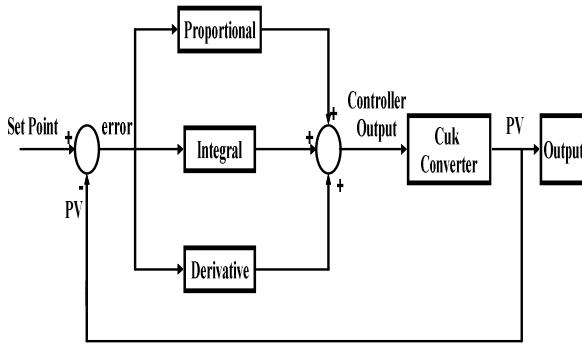 Proportional
Set Point
+
error
-
PV
Integral
Derivative
+
+
+
Controller
Output
Cuk
Converter
PV
Output